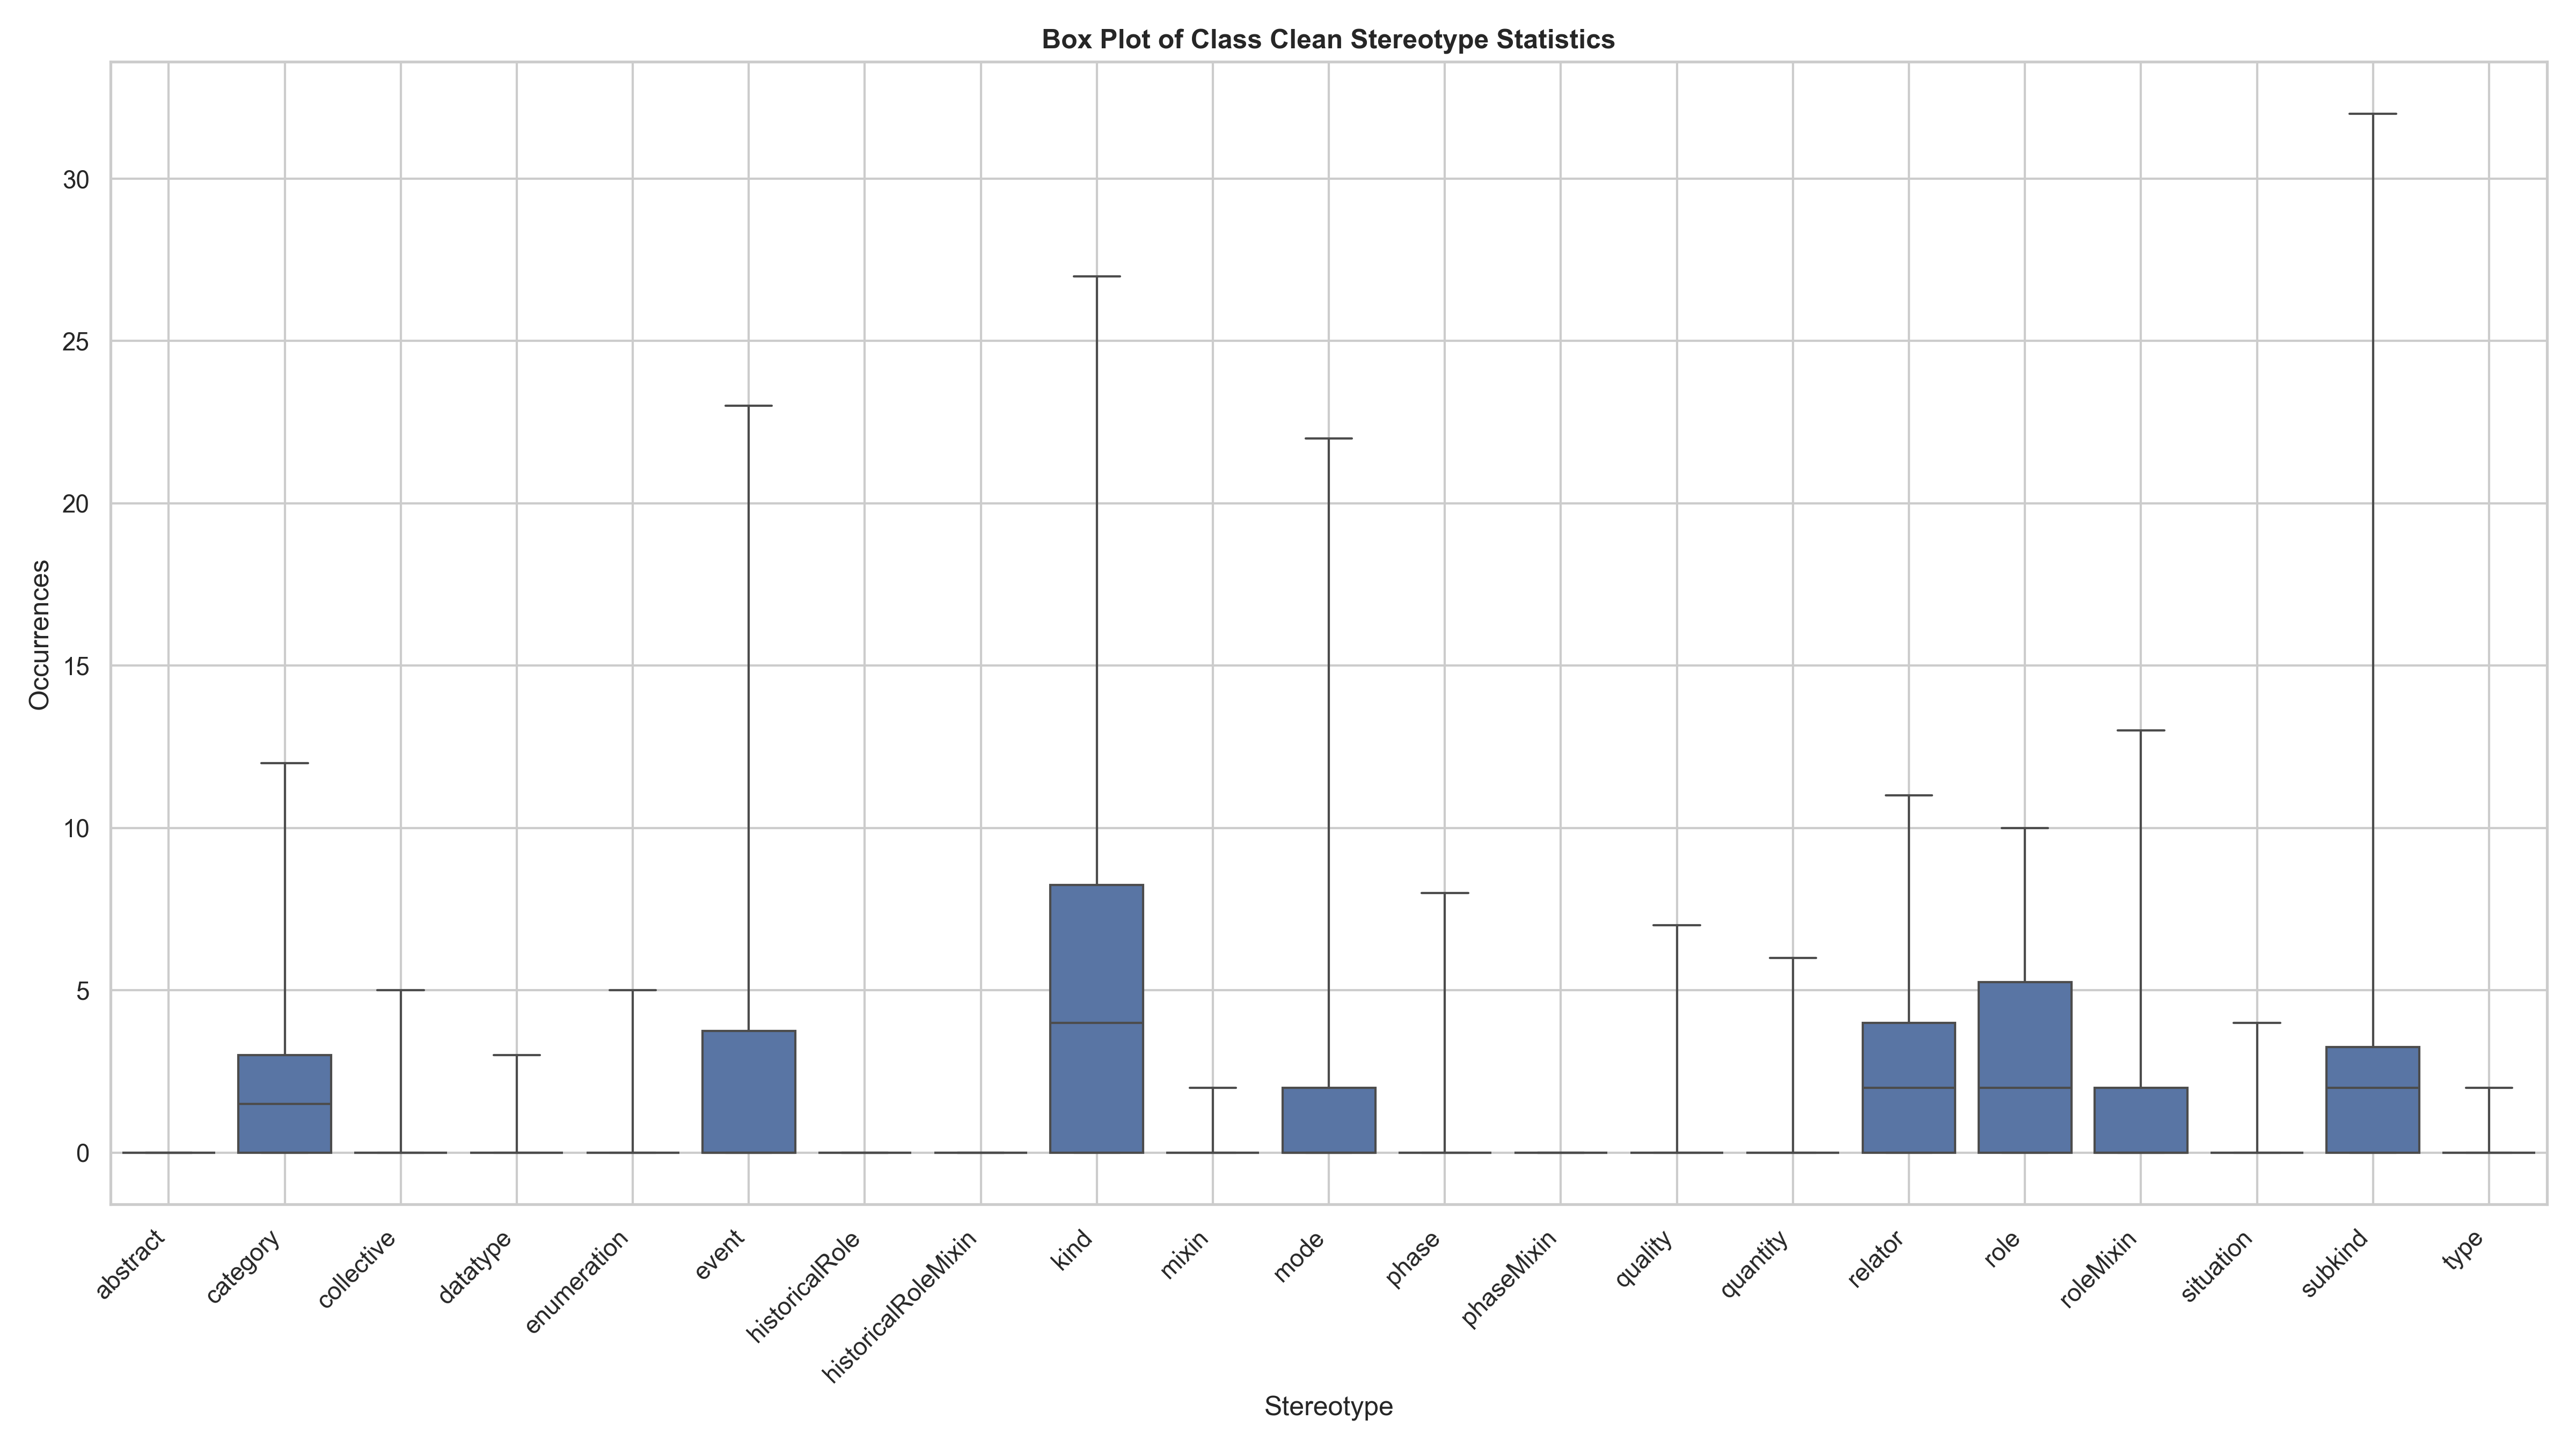 Box Plot of Class Clean Stereotype Statistics
Occurrences
30
25
20
15
10
5
0
abstract
category
collective
datatype
enumeration
event
historicalRole
historicalRoleMixin
kind
mixin
mode
phase
phaseMixin
quality
quantity
relator
role
roleMixin
situation
subkind
type
Stereotype